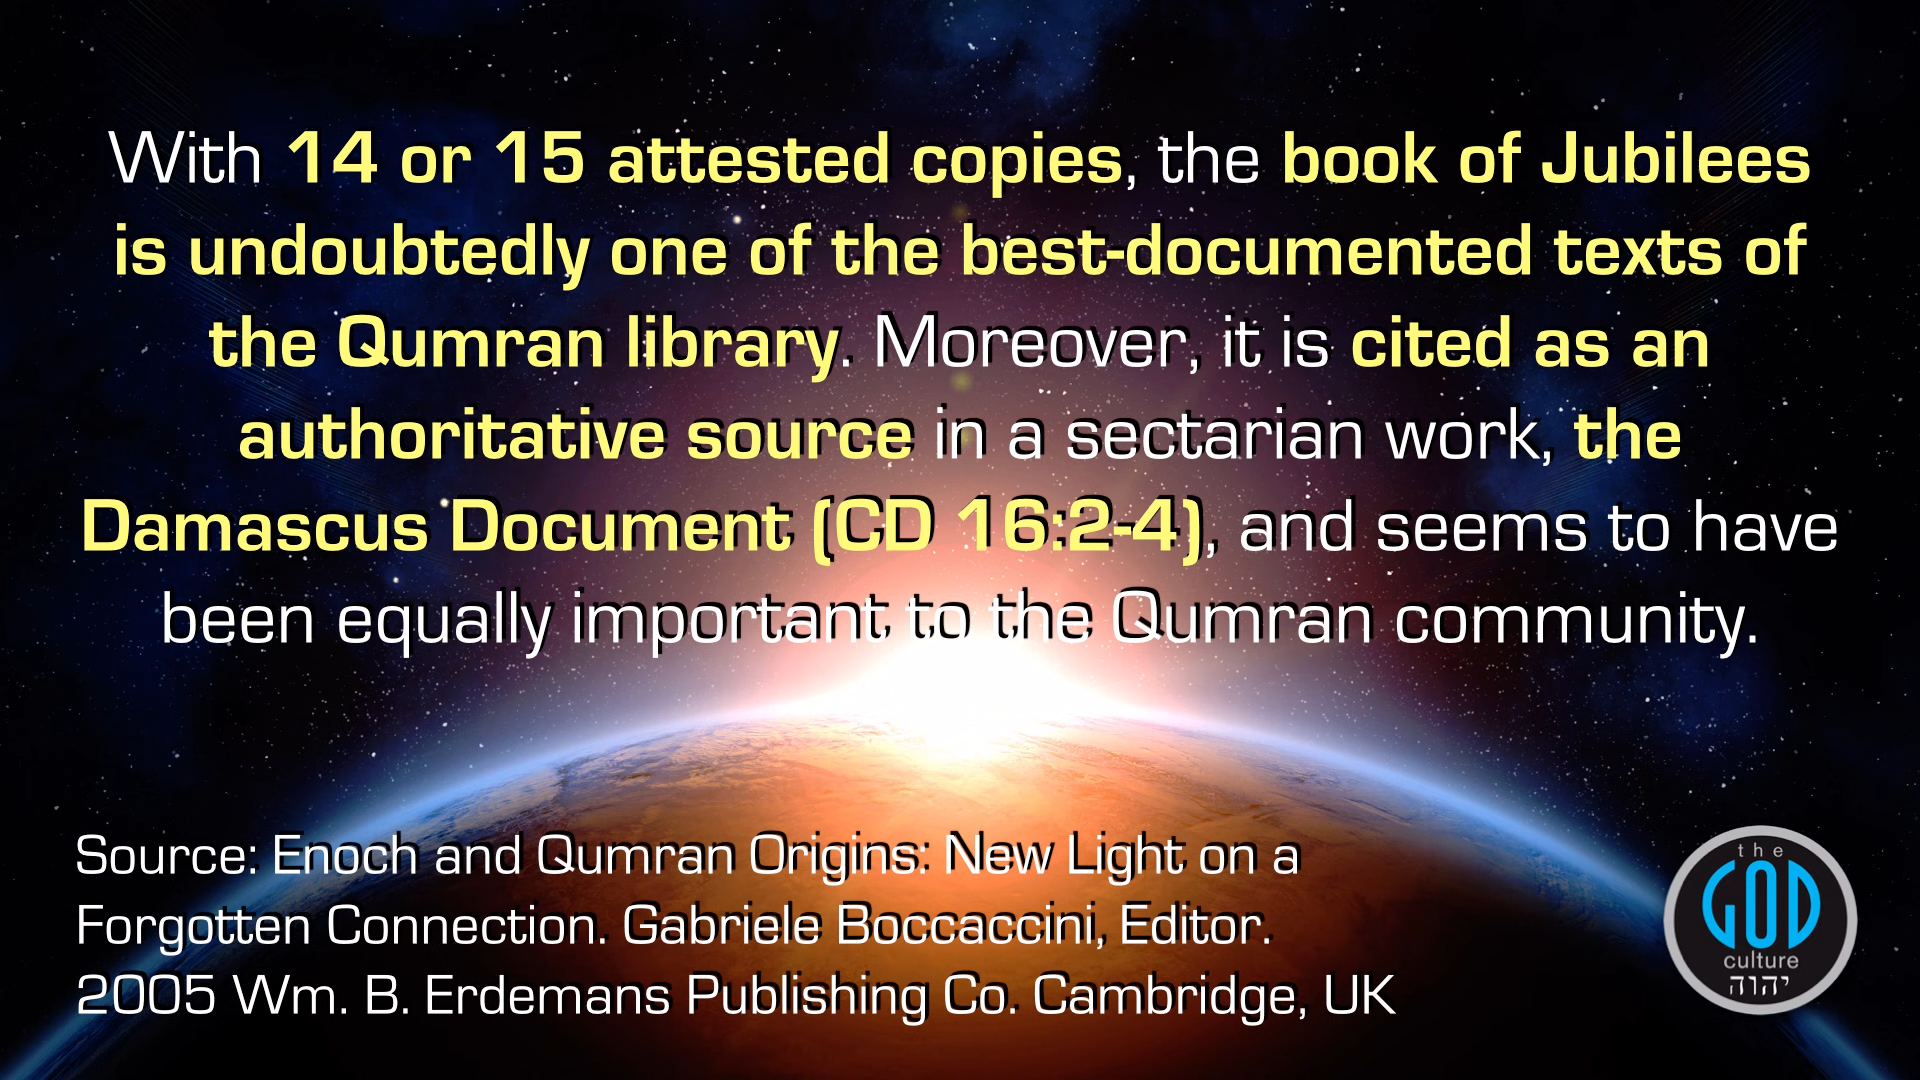 With 14 or 15 attested copies, the book of Jubilees
is undoubtedly one of the best-documented texts of
the Qumran library. Moreover, it is cited as an
authoritative source in a sectarian work, the
Damascus Document (CD 16:2-4), and seems to have
been equally important to the Qumran community.
Source: Enoch and Qumran Origins: New Light on a
Forgotten Connection. Gabriele Boccaccini, Editor.
2005 Wm. B. Erdemans Publishing Co. Cambridge, UK
the
GOD
culture
יהוה